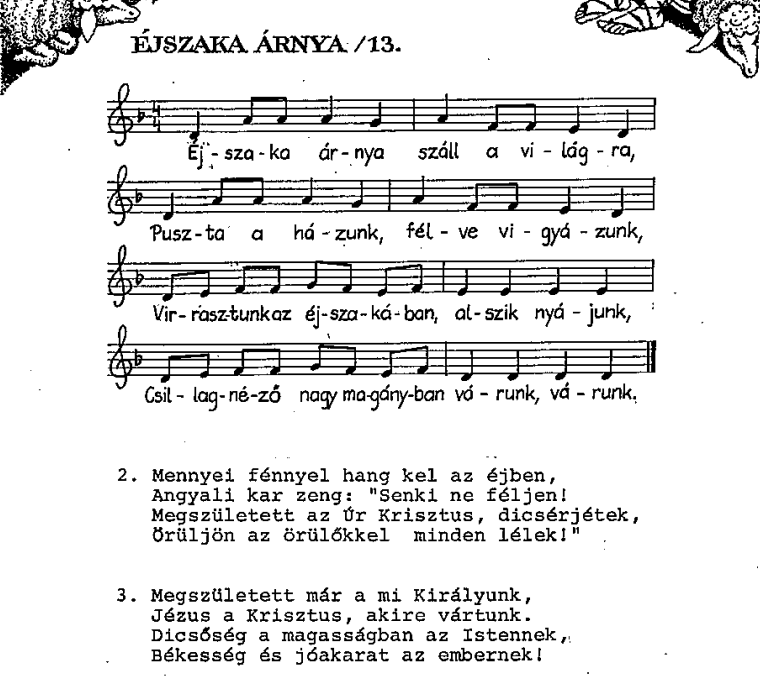 ÉJSZAKA ÁRNYA /13.
Éj - sza - ka ár - nya száll a vi - lág - ra,
Pusz - ta a há - zunk, fél - ve vi - gyá - zunk,
Vir - rasz-tunk az éj-sza-ká-ban, al-szik nyá - junk,
Csil - lag-né-ző nagy ma-gány-ban vá - runk, vá - runk.
2. Mennyei fénnyel hang kel az éjben,
Angyali kar zeng: "Senki ne féljen!
Megszületett az Úr Krisztus, dicsérjétek,
Örüljön az örülőkkel minden lélek!"
3. Megszületett már a mi Királyunk,
Jézus a Krisztus, akire vártunk.
Dicsőség a magasságban az Istennek,
Békesség és jóakarat az embernek!